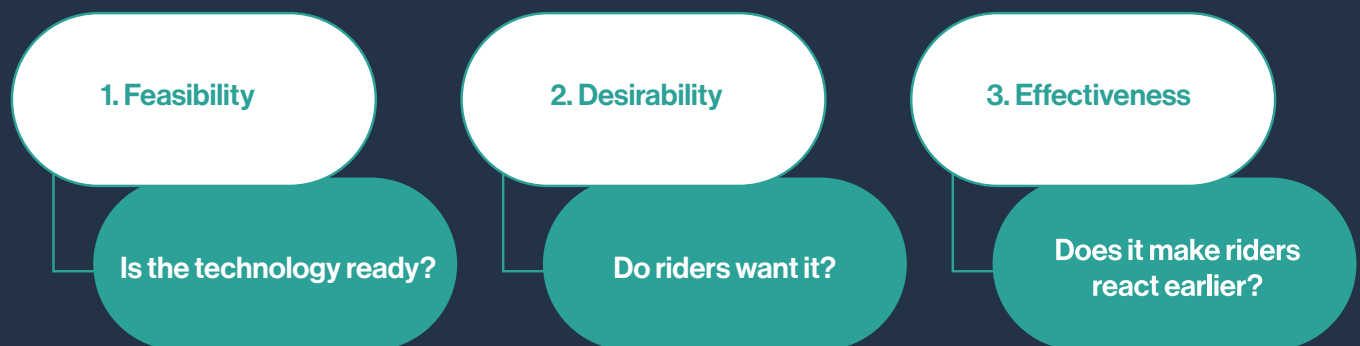 1. Feasibility
Is the technology ready?
2. Desirability
Do riders want it?
3. Effectiveness
Does it make riders
react earlier?